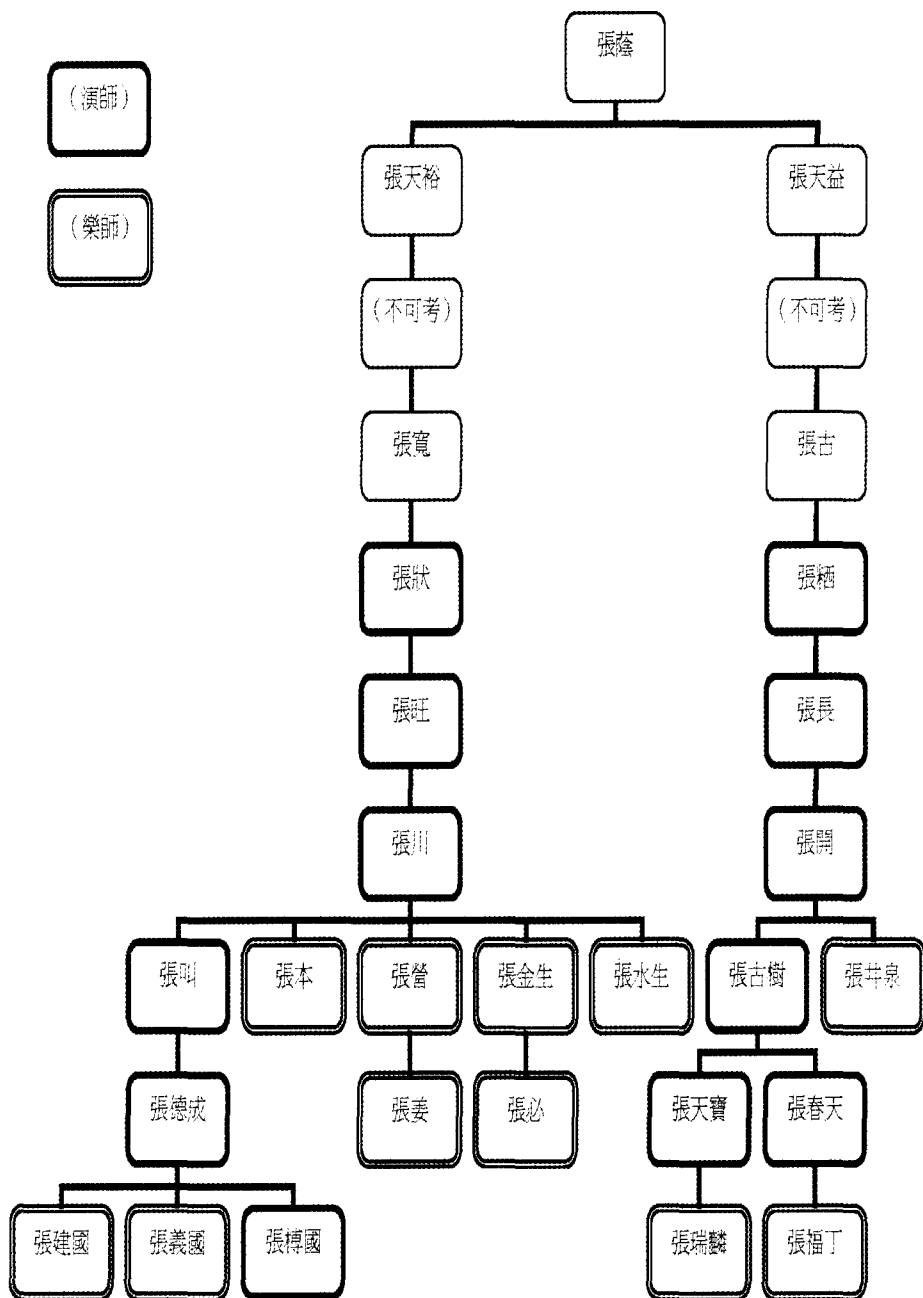 張蔭
（演師）
張天裕
張天益
（樂師）
（不可考）
（不可考）
張寬
張古
張狀
張粞
張旺
張長
張川
張開
張叫
張本
張營
張金生
張水生
張古樹
張井泉
張德成
張姜
張必
張天寶
張春天
張建國
張義國
張榑國
張瑞麟
張福丁